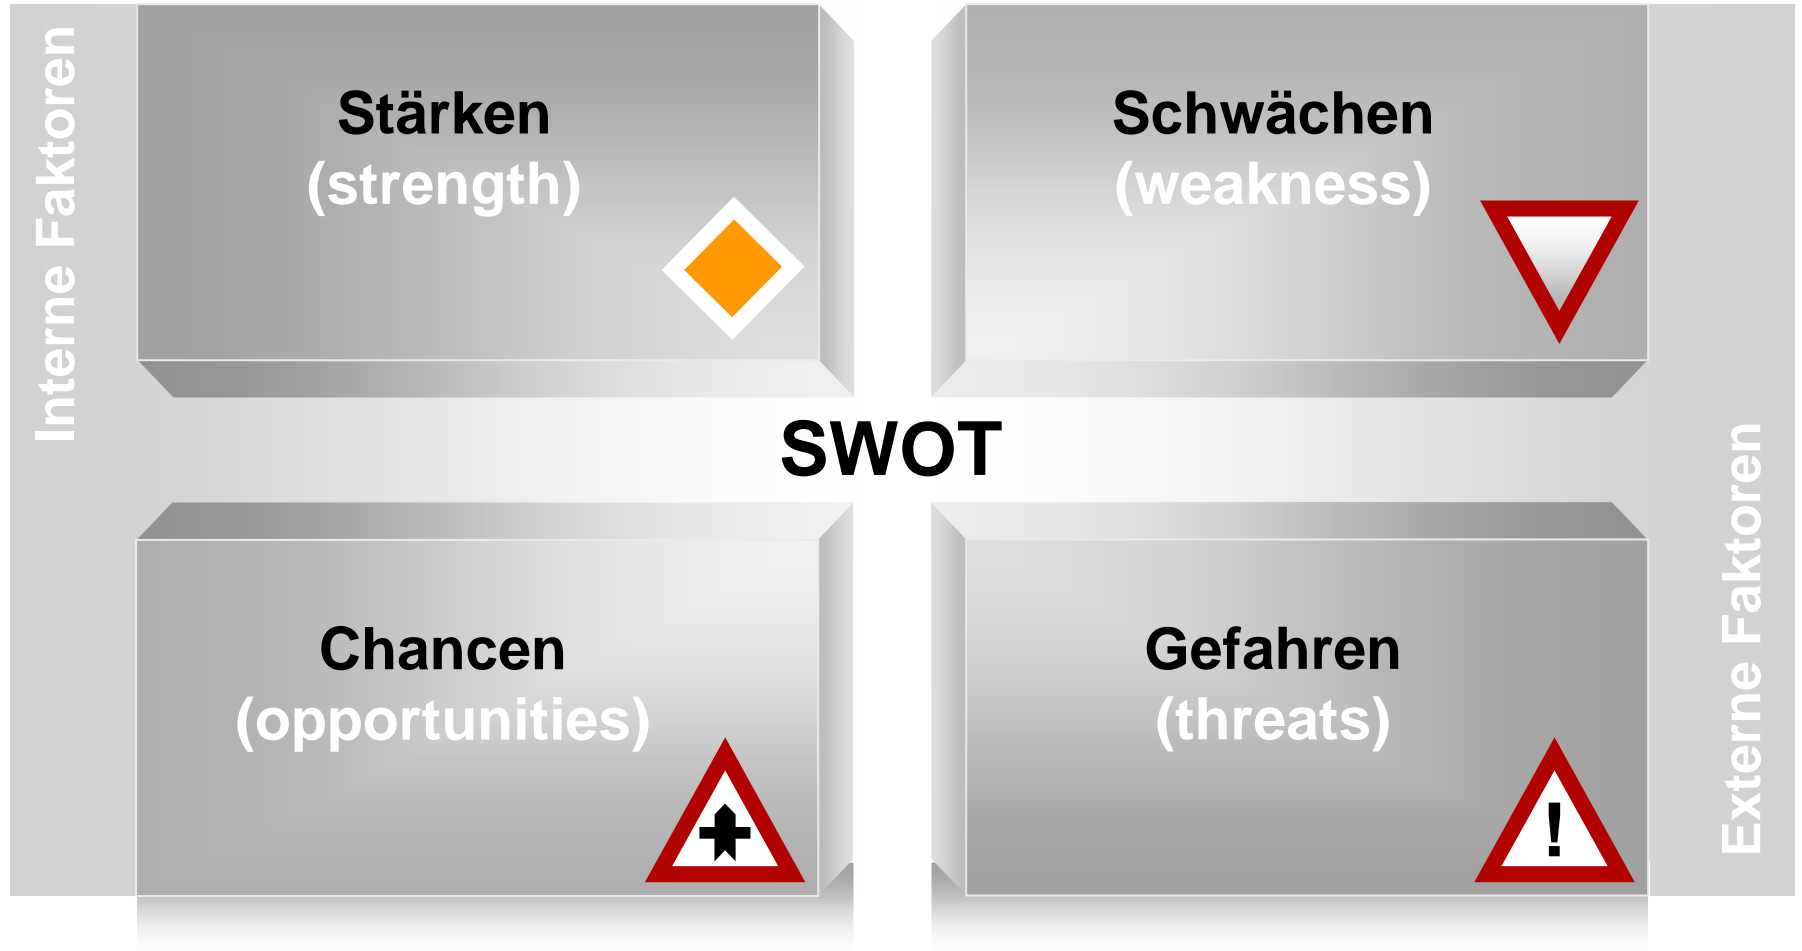 Interne Faktoren
Stärken
(strength)
Schwächen
(weakness)
SWOT
Chancen
(opportunities)
Gefahren
(threats)
!
Externe Faktoren